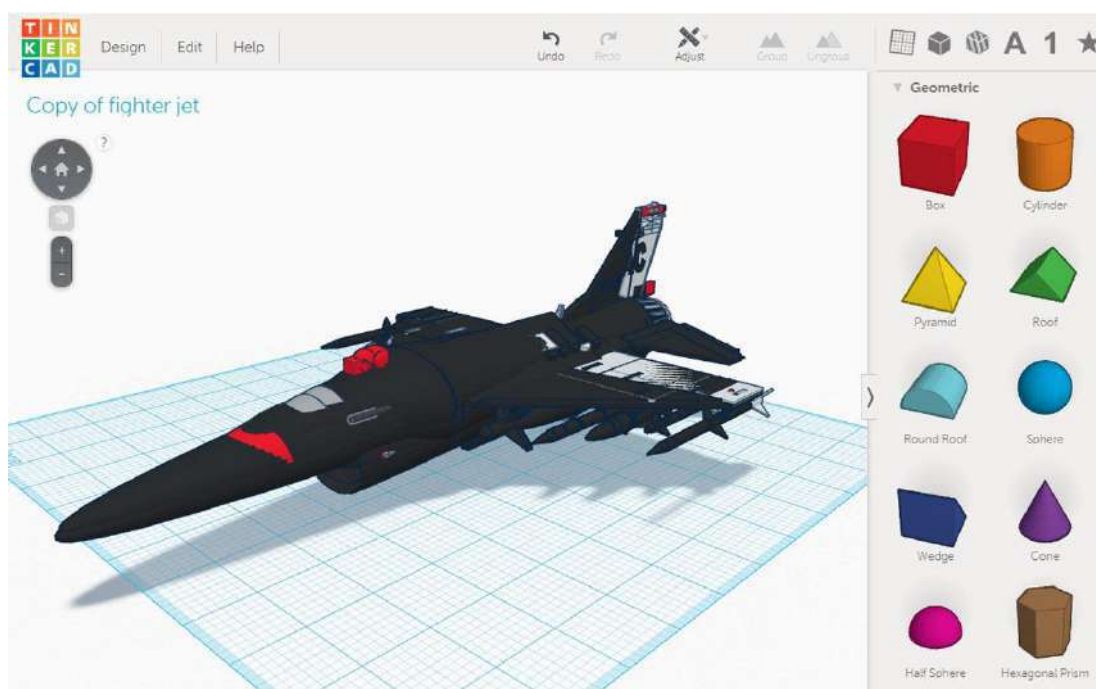 TIN
KER
CAD
Design Edit Help
Undo Redo Adjust Group Ungroup
A 1
Copy of fighter jet
?
Geometric
Box Cylinder
Pyramid Roof
Round Roof Sphere
Wedge Cone
Half Sphere Hexagonal Prism